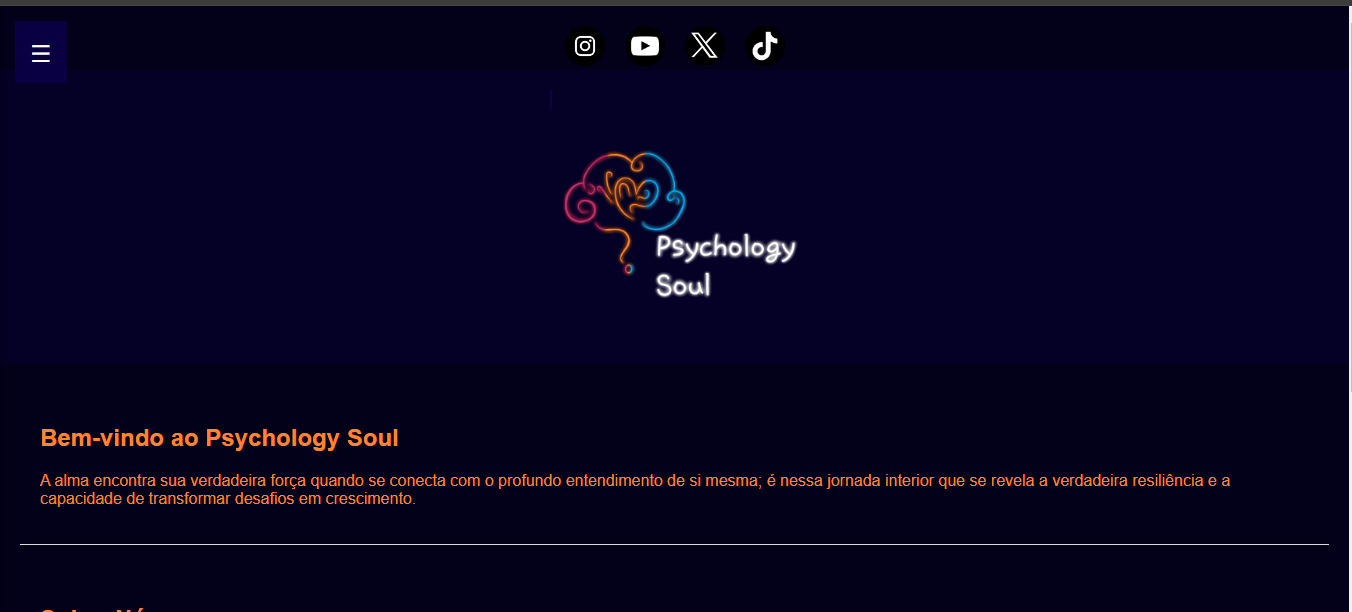 Psychology
Soul
Bem-vindo ao Psychology Soul
A alma encontra sua verdadeira força quando se conecta com o profundo entendimento de si mesma; é nessa jornada interior que se revela a verdadeira resiliência e a
capacidade de transformar desafios em crescimento.